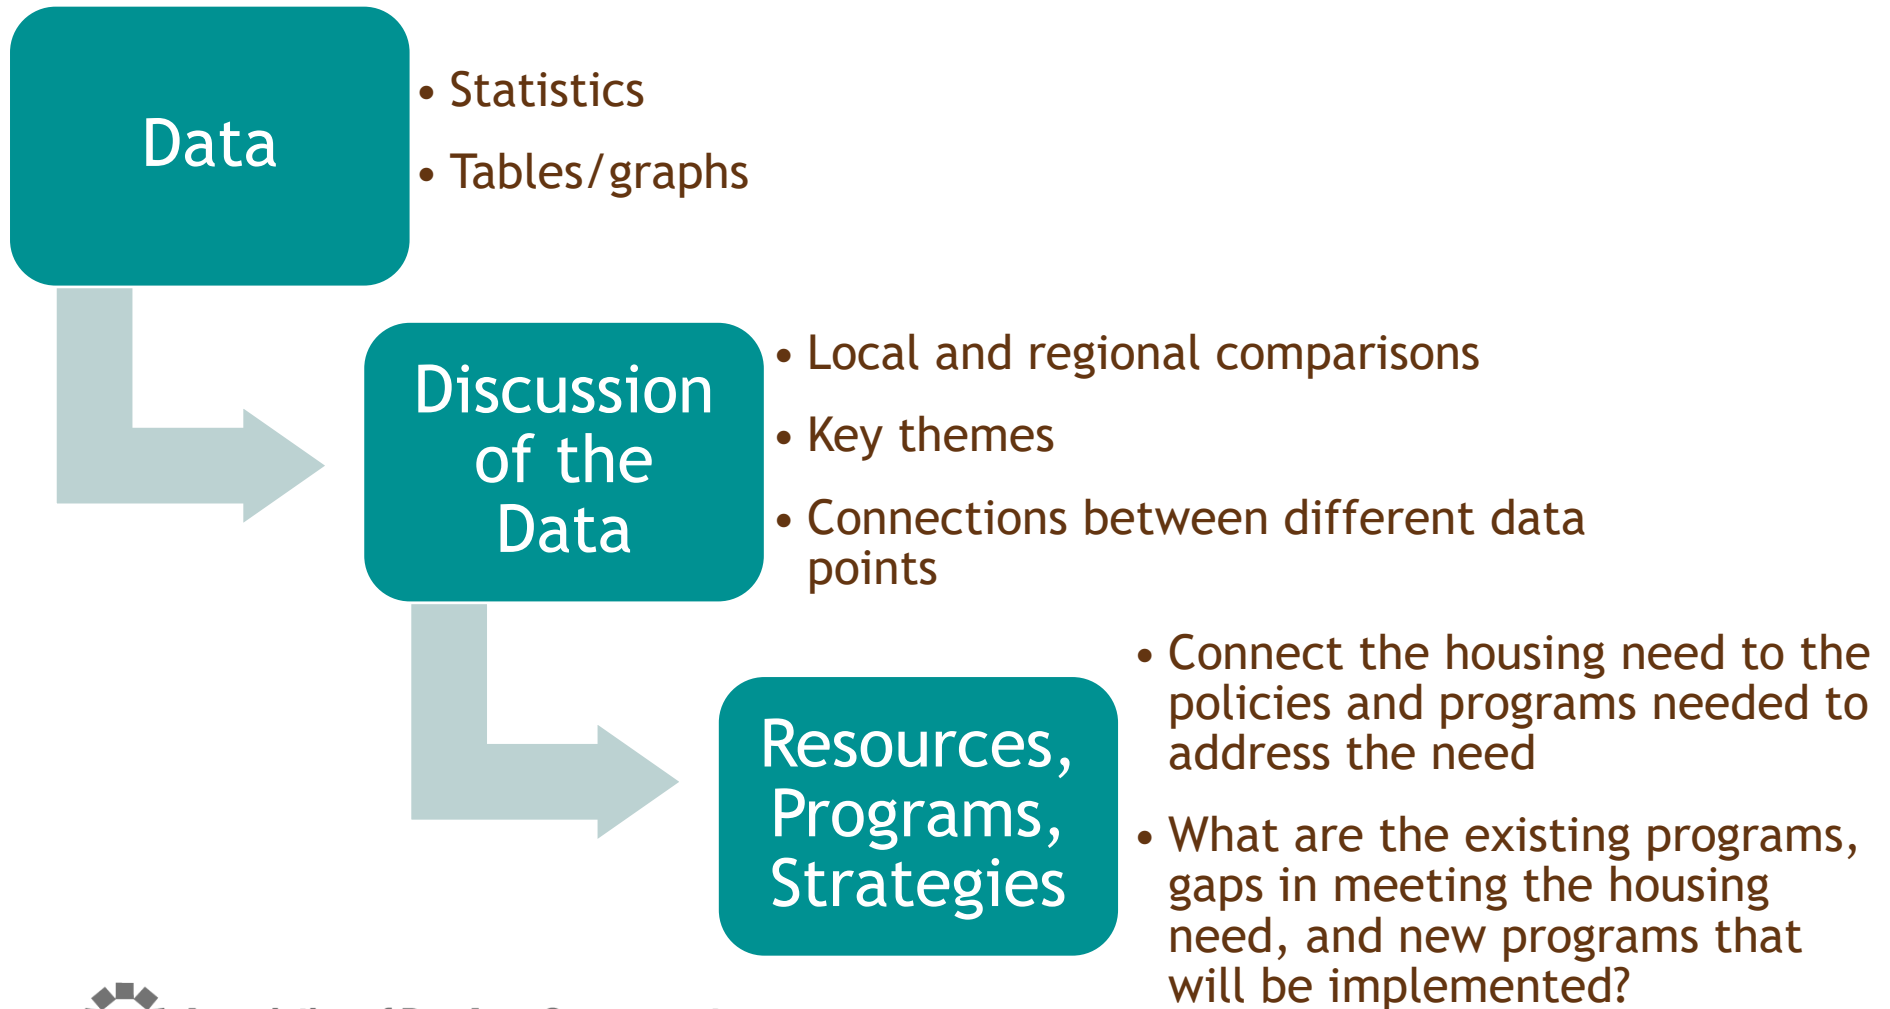 Data
• Statistics
• Tables/graphs
Discussion
of the
Data
• Local and regional comparisons
• Key themes
• Connections between different data
points
Resources,
Programs,
Strategies
• Connect the housing need to the
policies and programs needed to
address the need
• What are the existing programs,
gaps in meeting the housing
need, and new programs that
will be implemented?